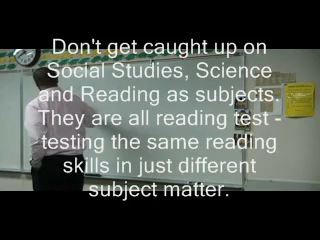 Don't get caught up on
Social Studies, Science
and Reading as subjects.
They are all reading test -
testing the same reading
skills in just different
subject matter.